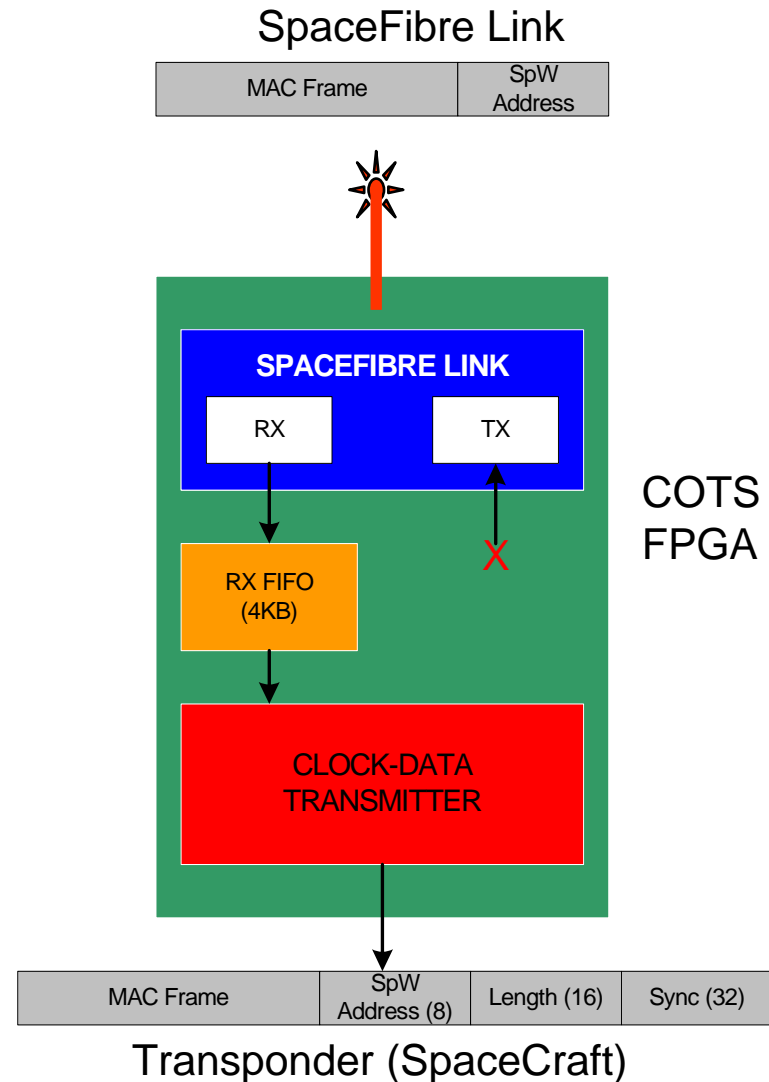 SpaceFibre Link
MAC Frame
SpW
Address
SPACEFIBRE LINK
RX
TX
COTS
FPGA
X
RX FIFO
(4KB)
CLOCK-DATA
TRANSMITTER
MAC Frame
SpW
Address (8)
Length (16)
Sync (32)
Transponder (SpaceCraft)